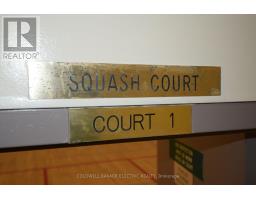 REALTOR
SQUASH COURT
COURT 1
COLDWELL BANKER ELECTRIC REALTY, Brokerage